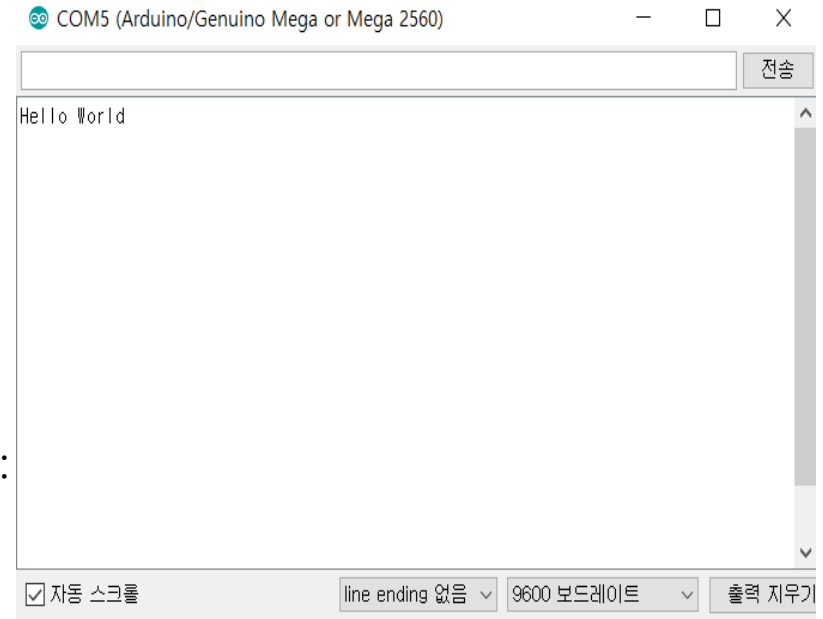 COM5 (Arduino/Genuino Mega or Mega 2560)
전송
Hello World
:
자동 스크롤 line ending 없음 9600 보드레이트 출력 지우기